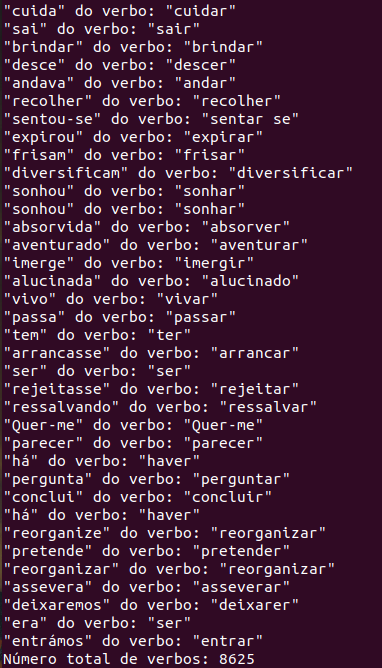 "cuida" do verbo: "cuidar"
"sai" do verbo: "sair"
"brindar" do verbo: "brindar"
"desce" do verbo: "descer"
"andava" do verbo: "andar"
"recolher" do verbo: "recolher"
"sentou-se" do verbo: "sentar se"
"expirou" do verbo: "expirar"
"frisam" do verbo: "frisar"
"diversificam" do verbo: "diversificar"
"sonhou" do verbo: "sonhar"
"sonhou" do verbo: "sonhar"
"absorvida" do verbo: "absorver"
"aventurado" do verbo: "aventurar"
"imerge" do verbo: "imergir"
"alucinada" do verbo: "alucinado"
"vivo" do verbo: "vivar"
"passa" do verbo: "passar"
"tem" do verbo: "ter"
"arrancasse" do verbo: "arrancar"
"ser" do verbo: "ser"
"rejeitasse" do verbo: "rejeitar"
"ressalvando" do verbo: "ressalvar"
"Quer-me" do verbo: "Quer-me"
"parecer" do verbo: "parecer"
"há" do verbo: "haver"
"pergunta" do verbo: "perguntar"
"conclui" do verbo: "concluir"
"há" do verbo: "haver"
"reorganize" do verbo: "reorganizar"
"pretende" do verbo: "pretender"
"reorganizar" do verbo: "reorganizar"
"assevera" do verbo: "asseverar"
"deixaremos" do verbo: "deixarer"
"era" do verbo: "ser"
"entrámos" do verbo: "entrar"
Número total de verbos: 8625